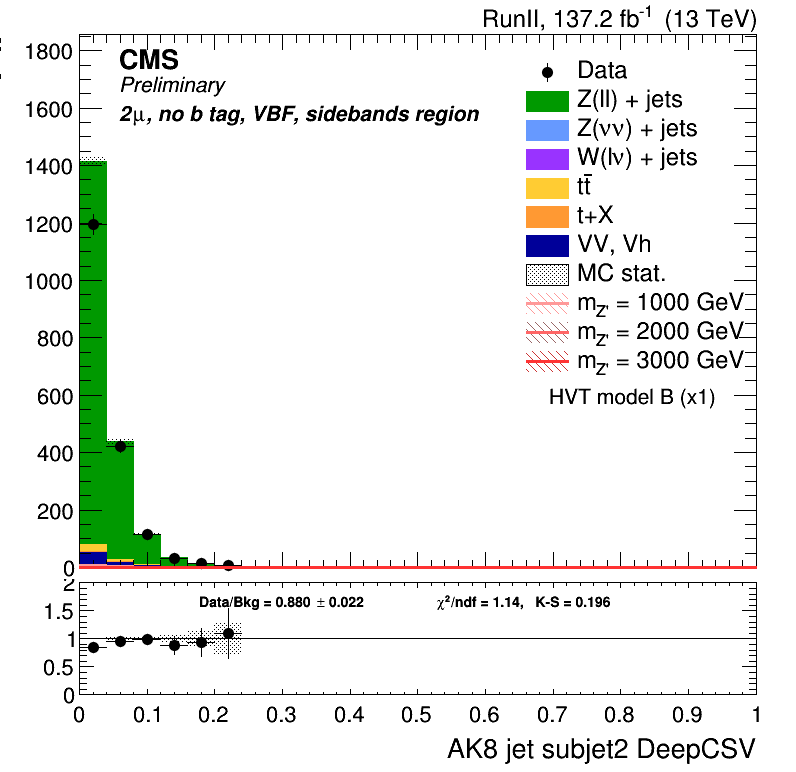 RunII, 137.2 fb⁻¹ (13 TeV)
CMS
Preliminary
2μ, no b tag, VBF, sidebands region
Data
Z(ll) + jets
Z(νν) + jets
W(lν) + jets
tt̄
t+X
VV, Vh
MC stat.
m_Z' = 1000 GeV
m_Z' = 2000 GeV
m_Z' = 3000 GeV
HVT model B (x1)
1800
1600
1400
1200
1000
800
600
400
200
0
Data/Bkg = 0.880 ± 0.022
χ²/ndf = 1.14, K-S = 0.196
2
1.5
1
0.5
0
0 0.1 0.2 0.3 0.4 0.5 0.6 0.7 0.8 0.9 1
AK8 jet subjet2 DeepCSV